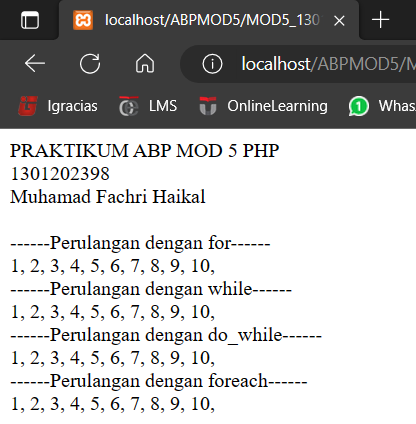 localhost/ABPMOD5/MOD5_130
localhost/ABPMOD5/M
Igracias LMS OnlineLearning Whas
PRAKTIKUM ABP MOD 5 PHP
1301202398
Muhamad Fachri Haikal
------Perulangan dengan for------
1, 2, 3, 4, 5, 6, 7, 8, 9, 10,
------Perulangan dengan while------
1, 2, 3, 4, 5, 6, 7, 8, 9, 10,
------Perulangan dengan do_while------
1, 2, 3, 4, 5, 6, 7, 8, 9, 10,
------Perulangan dengan foreach------
1, 2, 3, 4, 5, 6, 7, 8, 9, 10,